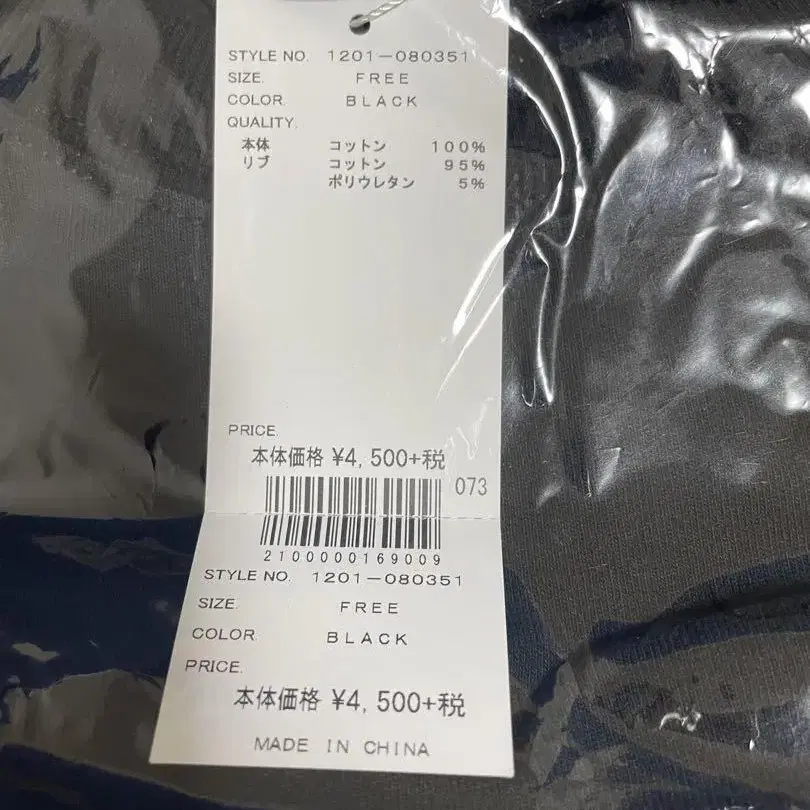 STYLE NO. 1201-080351
SIZE. FREE
COLOR. BLACK
QUALITY.
本体 コットン 100%
リブ コットン 95%
ポリウレタン 5%
PRICE.
本体価格 ¥4,500+税
073
2100000169009
STYLE NO. 1201-080351
SIZE. FREE
COLOR. BLACK
PRICE.
本体価格 ¥4,500+税
MADE IN CHINA